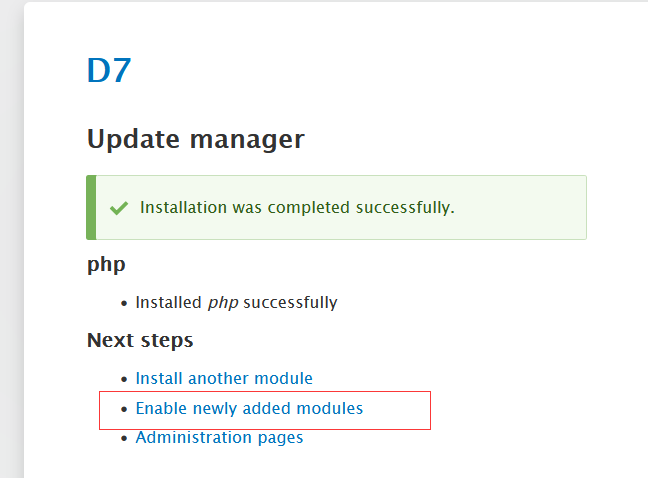 D7
Update manager
Installation was completed successfully.
php
Installed php successfully
Next steps
Install another module
Enable newly added modules
Administration pages